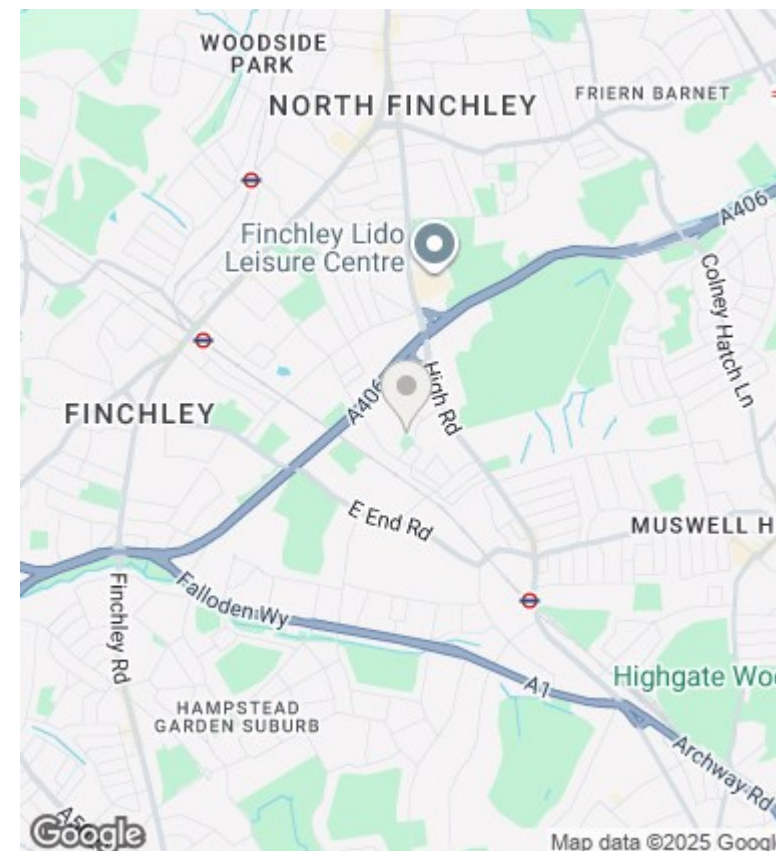 WOODSIDE
PARK
NORTH FINCHLEY
FRIERN BARNET
A406
Finchley Lido
Leisure Centre
Colney Hatch Ln
High Rd
A406
FINCHLEY
E End Rd
MUSWELL H
Falloden Wy
Finchley Rd
A1
Highgate Woo
HAMPSTEAD
GARDEN SUBURB
Archway Rd
Google
Map data ©2025 Googl